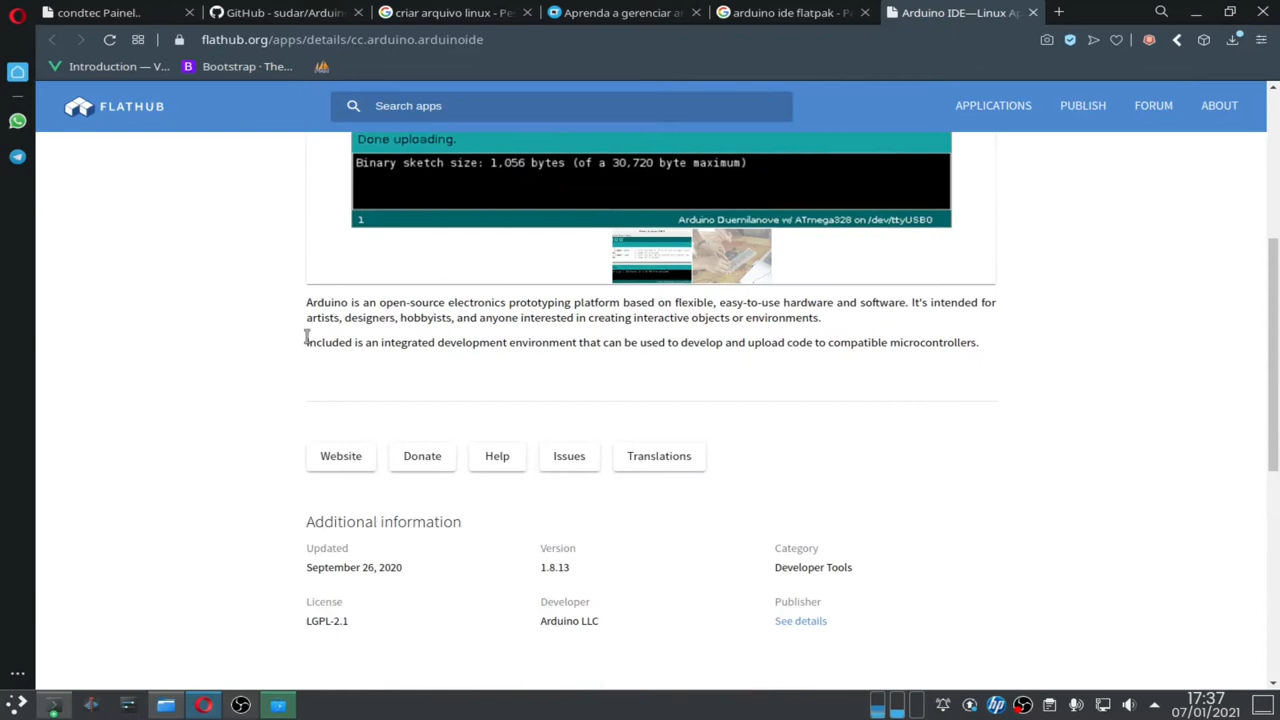 condtec Painel..
GitHub - sudar/Arduin
criar arquivo linux - Pes
Aprenda a gerenciar a
arduino ide flatpak - Pe
Arduino IDE—Linux Ap
flathub.org/apps/details/cc.arduino.arduinoide
Introduction — V...
B Bootstrap · The...
FLATHUB
Search apps
APPLICATIONS
PUBLISH
FORUM
ABOUT
Done uploading.
Binary sketch size: 1,056 bytes (of a 30,720 byte maximum)
1
Arduino Duemilanove w/ ATmega328 on /dev/ttyUSB0
Arduino is an open-source electronics prototyping platform based on flexible, easy-to-use hardware and software. It's intended for
artists, designers, hobbyists, and anyone interested in creating interactive objects or environments.
Included is an integrated development environment that can be used to develop and upload code to compatible microcontrollers.
Website
Donate
Help
Issues
Translations
Additional information
Updated
Version
Category
September 26, 2020
1.8.13
Developer Tools
License
Developer
Publisher
LGPL-2.1
Arduino LLC
See details
hp
17:37
07/01/2021